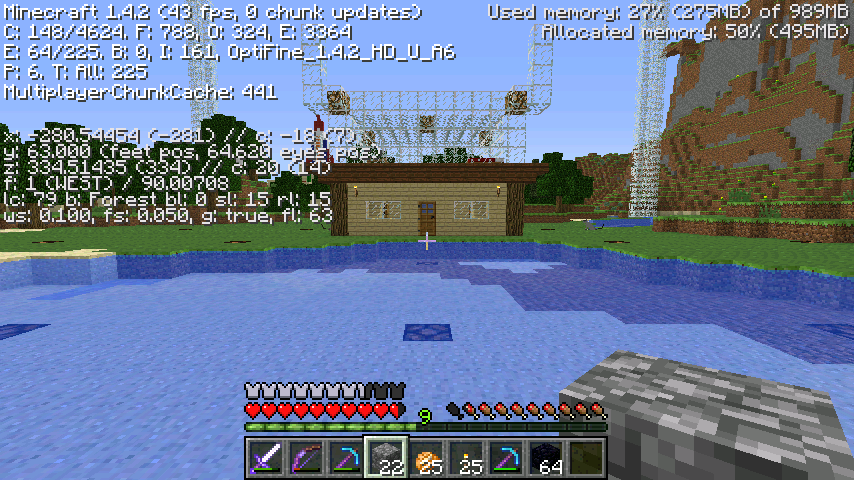 Minecraft 1.4.2 (43 fps, 0 chunk updates)
C: 148/4624, F: 788, O: 324, E: 3364
E: 64/225, B: 0, I: 161, OptiFine_1.4.2_HD_U_A6
P: 6, T: All: 225
MultiplayerChunkCache: 441
x: -280.54454 (-281) // c: -18 (7)
y: 63.000 (feet pos, 64.620 eyes pos)
z: 334.51435 (334) // c: 20 (14)
f: 1 (WEST) / 90.00708
lc: 79 b: Forest bl: 0 sl: 15 rl: 15
ws: 0.100, fs: 0.050, g: true, fl: 63
Used memory: 27% (275MB) of 989MB
Allocated memory: 50% (495MB)
9
22 25 25 64